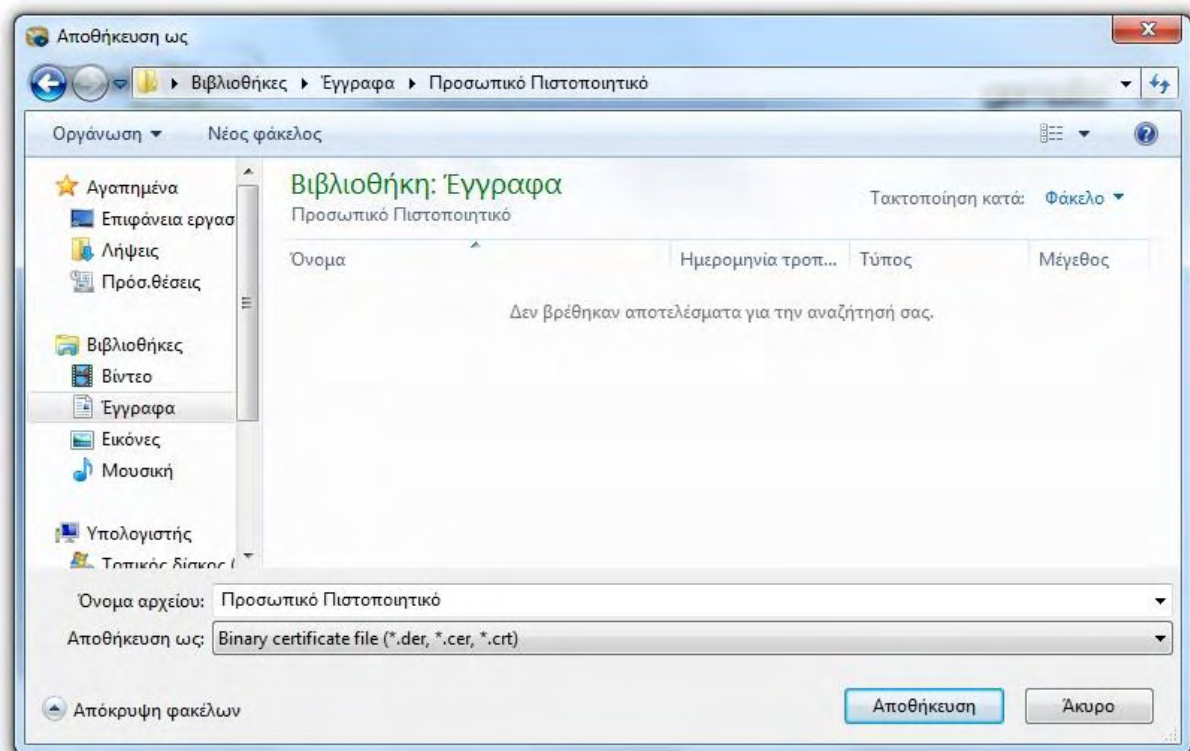 Αποθήκευση ως
Βιβλιοθήκες Έγγραφα Προσωπικό Πιστοποιητικό
Οργάνωση Νέος φάκελος
Αγαπημένα
Επιφάνεια εργασ
Λήψεις
Πρόσ.θέσεις
Βιβλιοθήκες
Βίντεο
Έγγραφα
Εικόνες
Μουσική
Υπολογιστής
Τοπικός δίσκος (
Βιβλιοθήκη: Έγγραφα
Προσωπικό Πιστοποιητικό
Τακτοποίηση κατά: Φάκελο
Όνομα Ημερομηνία τροπ... Τύπος Μέγεθος
Δεν βρέθηκαν αποτελέσματα για την αναζήτησή σας.
Όνομα αρχείου: Προσωπικό Πιστοποιητικό
Αποθήκευση ως: Binary certificate file (*.der, *.cer, *.crt)
Απόκρυψη φακέλων Αποθήκευση Άκυρο